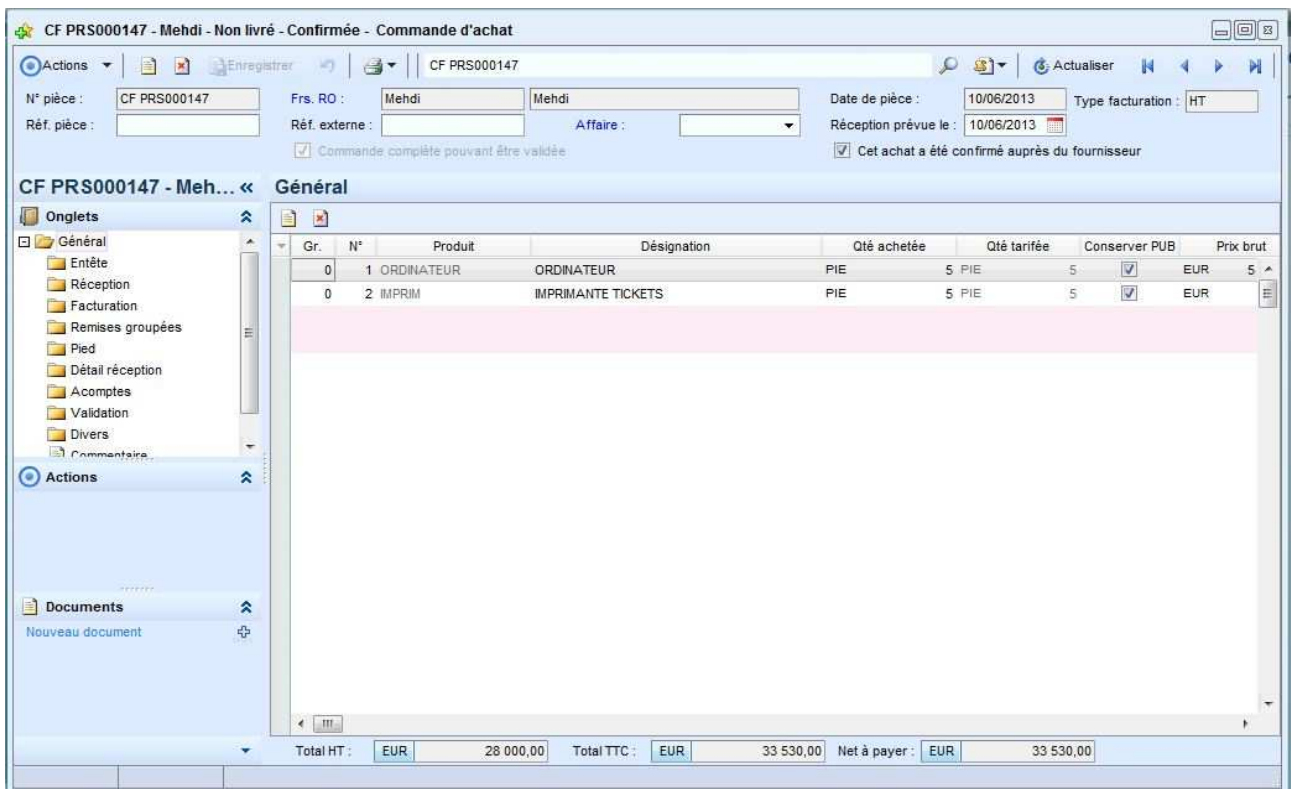 CF PRS000147 - Mehdi - Non livré - Confirmée - Commande d'achat
Actions Enregistrer CF PRS000147 Actualiser
N° pièce : CF PRS000147 Frs. RO : Mehdi Mehdi Date de pièce : 10/06/2013 Type facturation : HT
Réf. pièce : Réf. externe : Affaire : Réception prévue le : 10/06/2013
Commande complète pouvant être validée Cet achat a été confirmé auprès du fournisseur
CF PRS000147 - Meh... « Général
Onglets
Général
Entête
Réception
Facturation
Remises groupées
Pied
Détail réception
Acomptes
Validation
Divers
Commentaire
Gr. N° Produit Désignation Qté achetée Qté tarifée Conserver PUB Prix brut
0 1 ORDINATEUR ORDINATEUR PIE 5 PIE 5 EUR 5
0 2 IMPRIM IMPRIMANTE TICKETS PIE 5 PIE 5 EUR
Actions
Documents
Nouveau document
Total HT : EUR 28 000,00 Total TTC : EUR 33 530,00 Net à payer : EUR 33 530,00